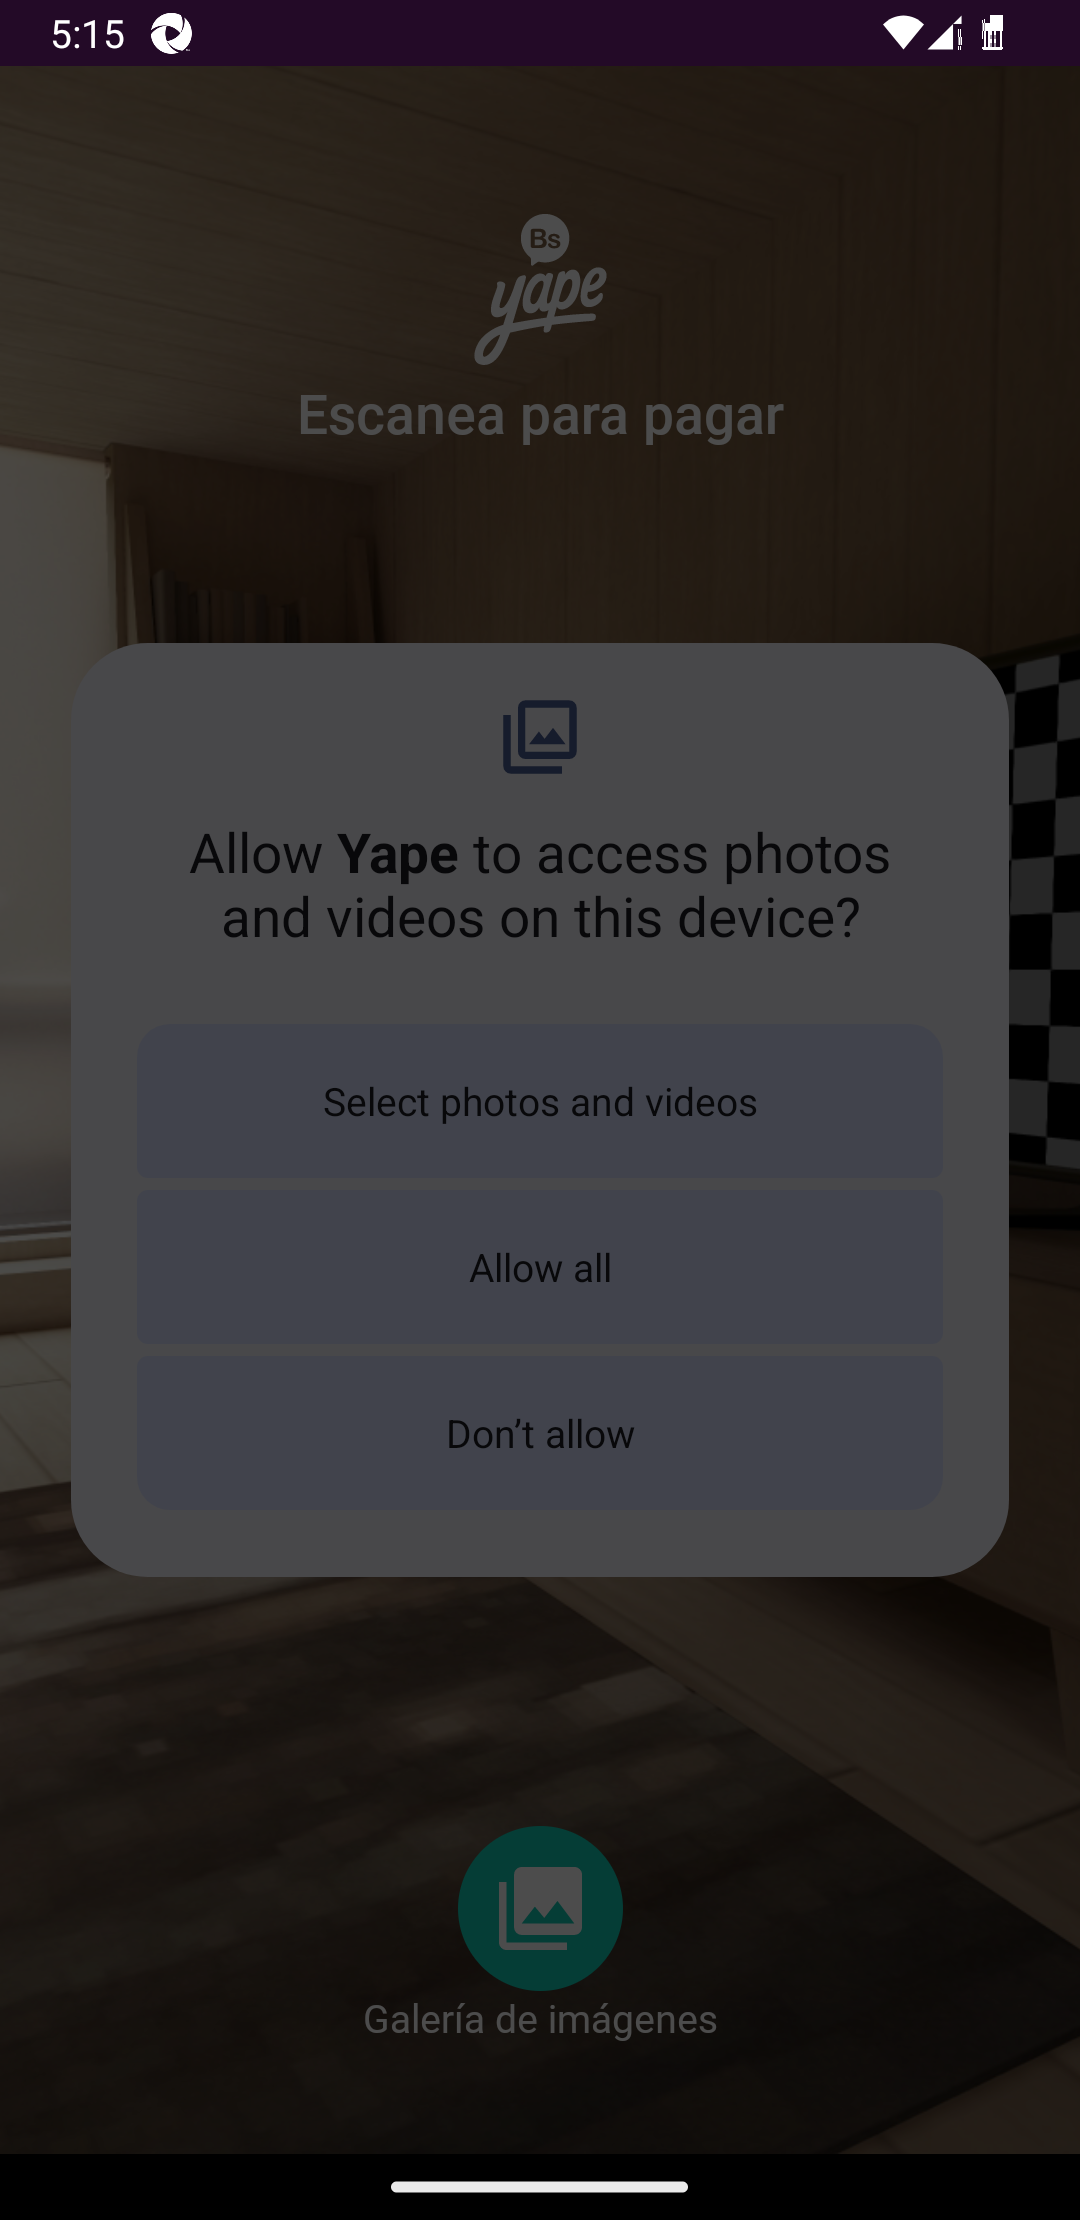 5:15
Bs
yape
Escanea para pagar
Allow Yape to access photos
and videos on this device?
Select photos and videos
Allow all
Don’t allow
Galería de imágenes